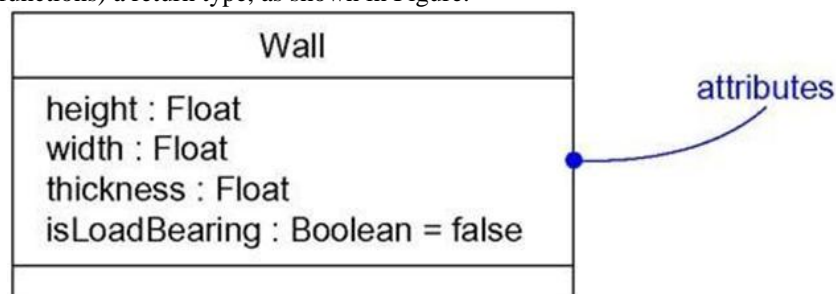 functions) a return type, as shown in Figure.
Wall
attributes
height : Float
width : Float
thickness : Float
isLoadBearing : Boolean = false